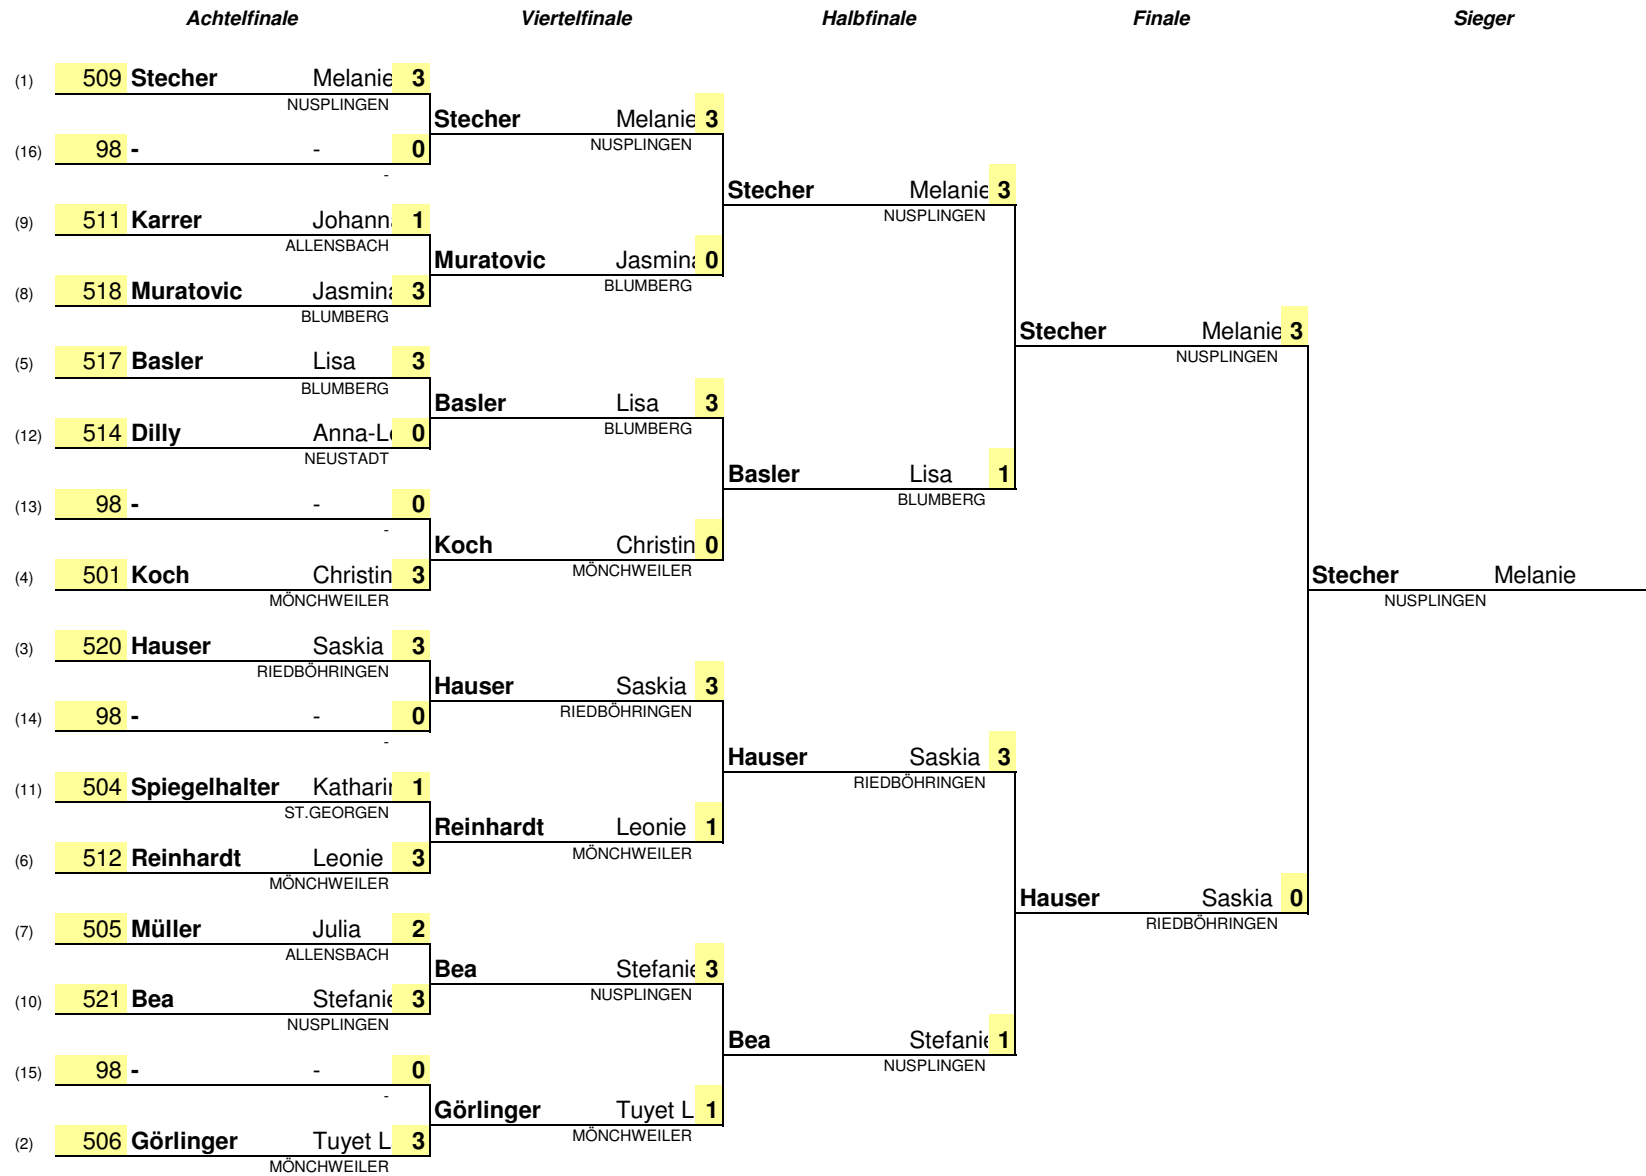 Achtelfinale Viertelfinale Halbfinale Finale Sieger
(1) 509 Stecher Melanie 3
NUSPLINGEN
Stecher Melanie 3
NUSPLINGEN
(16) 98 - - 0
-
Stecher Melanie 3
NUSPLINGEN
(9) 511 Karrer Johann 1
ALLENSBACH
Muratovic Jasmina 0
BLUMBERG
(8) 518 Muratovic Jasmina 3
BLUMBERG
Stecher Melanie 3
NUSPLINGEN
(5) 517 Basler Lisa 3
BLUMBERG
Basler Lisa 3
BLUMBERG
(12) 514 Dilly Anna-L 0
NEUSTADT
Basler Lisa 1
BLUMBERG
(13) 98 - - 0
-
Koch Christin 0
MÖNCHWEILER
(4) 501 Koch Christin 3
MÖNCHWEILER
Stecher Melanie
NUSPLINGEN
(3) 520 Hauser Saskia 3
RIEDBÖHRINGEN
Hauser Saskia 3
RIEDBÖHRINGEN
(14) 98 - - 0
-
Hauser Saskia 3
RIEDBÖHRINGEN
(11) 504 Spiegelhalter Katharin 1
ST.GEORGEN
Reinhardt Leonie 1
MÖNCHWEILER
(6) 512 Reinhardt Leonie 3
MÖNCHWEILER
Hauser Saskia 0
RIEDBÖHRINGEN
(7) 505 Müller Julia 2
ALLENSBACH
Bea Stefanie 3
NUSPLINGEN
(10) 521 Bea Stefanie 3
NUSPLINGEN
Bea Stefanie 1
NUSPLINGEN
(15) 98 - - 0
-
Görlinger Tuyet L 1
MÖNCHWEILER
(2) 506 Görlinger Tuyet L 3
MÖNCHWEILER